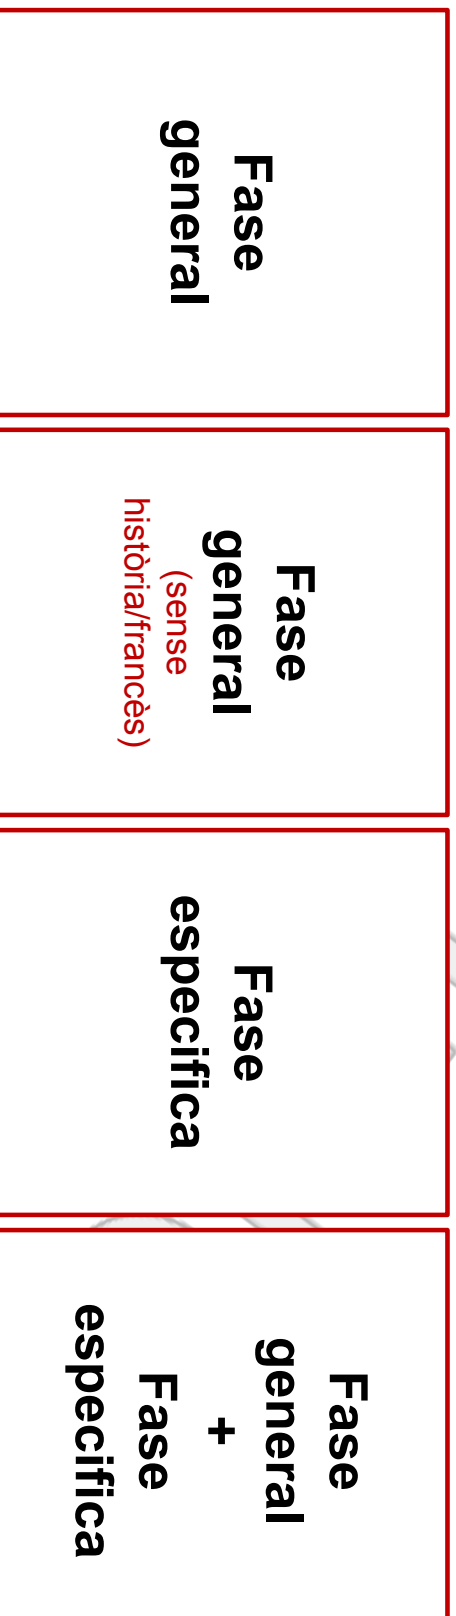 Fase
general
Fase
general
(sense
història/francès)
Fase
especifica
Fase
general
+
Fase
especifica